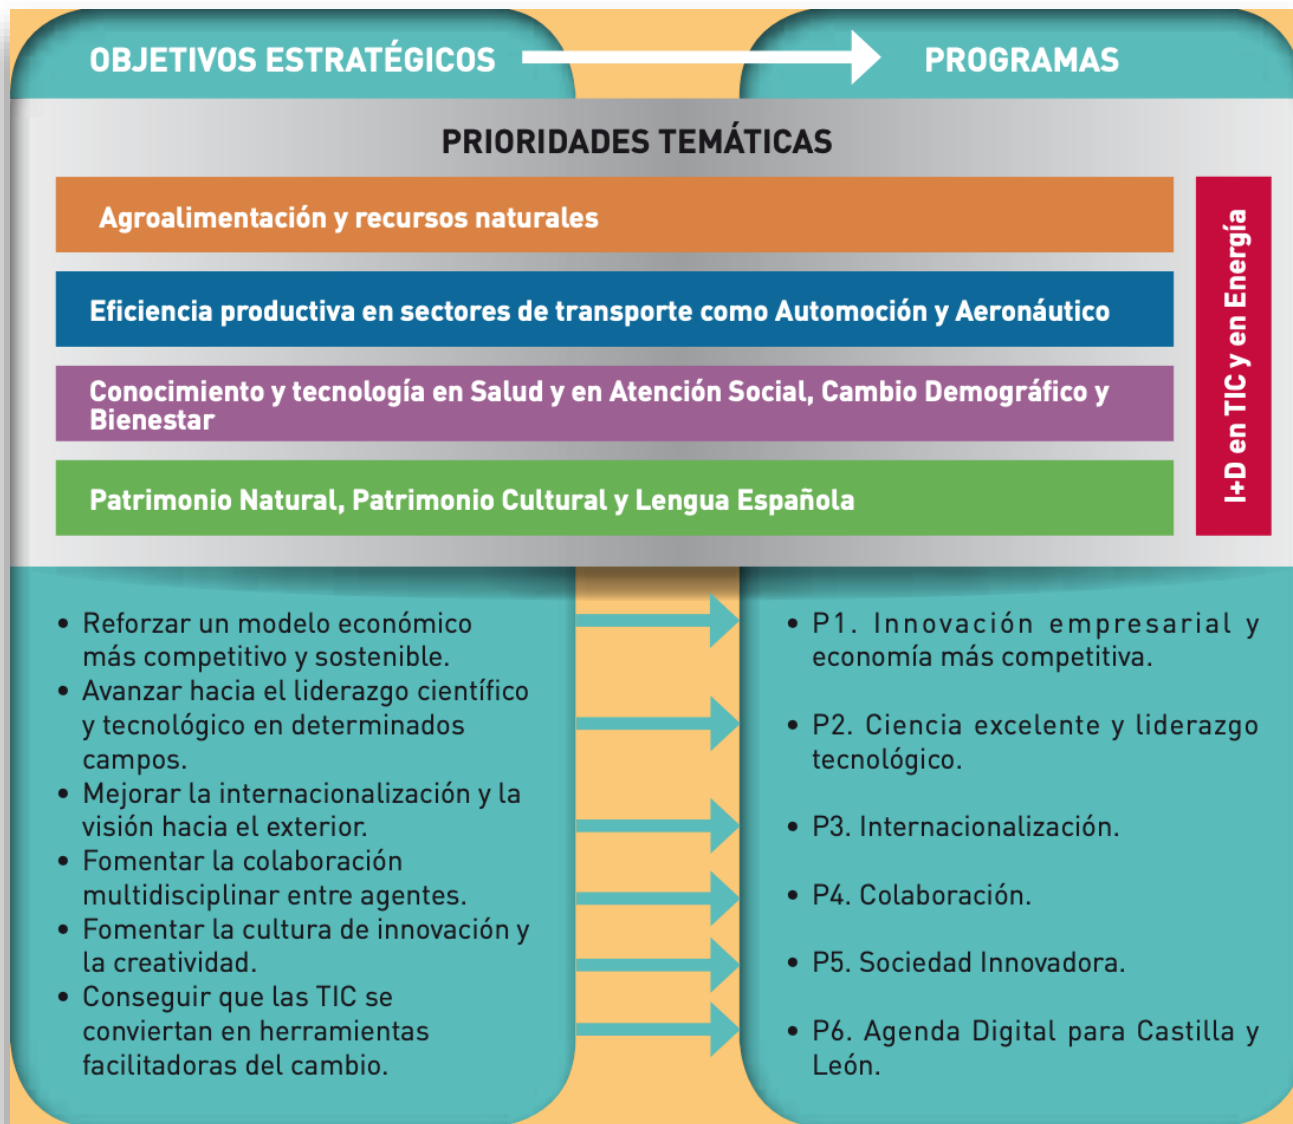 OBJETIVOS ESTRATÉGICOS
PROGRAMAS
PRIORIDADES TEMÁTICAS
Agroalimentación y recursos naturales
Eficiencia productiva en sectores de transporte como Automoción y Aeronáutico
Conocimiento y tecnología en Salud y en Atención Social, Cambio Demográfico y
Bienestar
Patrimonio Natural, Patrimonio Cultural y Lengua Española
I+D en TIC y en Energía
• Reforzar un modelo económico
más competitivo y sostenible.
• Avanzar hacia el liderazgo científico
y tecnológico en determinados
campos.
• Mejorar la internacionalización y la
visión hacia el exterior.
• Fomentar la colaboración
multidisciplinar entre agentes.
• Fomentar la cultura de innovación y
la creatividad.
• Conseguir que las TIC se
conviertan en herramientas
facilitadoras del cambio.
• P1. Innovación empresarial y
economía más competitiva.
• P2. Ciencia excelente y liderazgo
tecnológico.
• P3. Internacionalización.
• P4. Colaboración.
• P5. Sociedad Innovadora.
• P6. Agenda Digital para Castilla y
León.